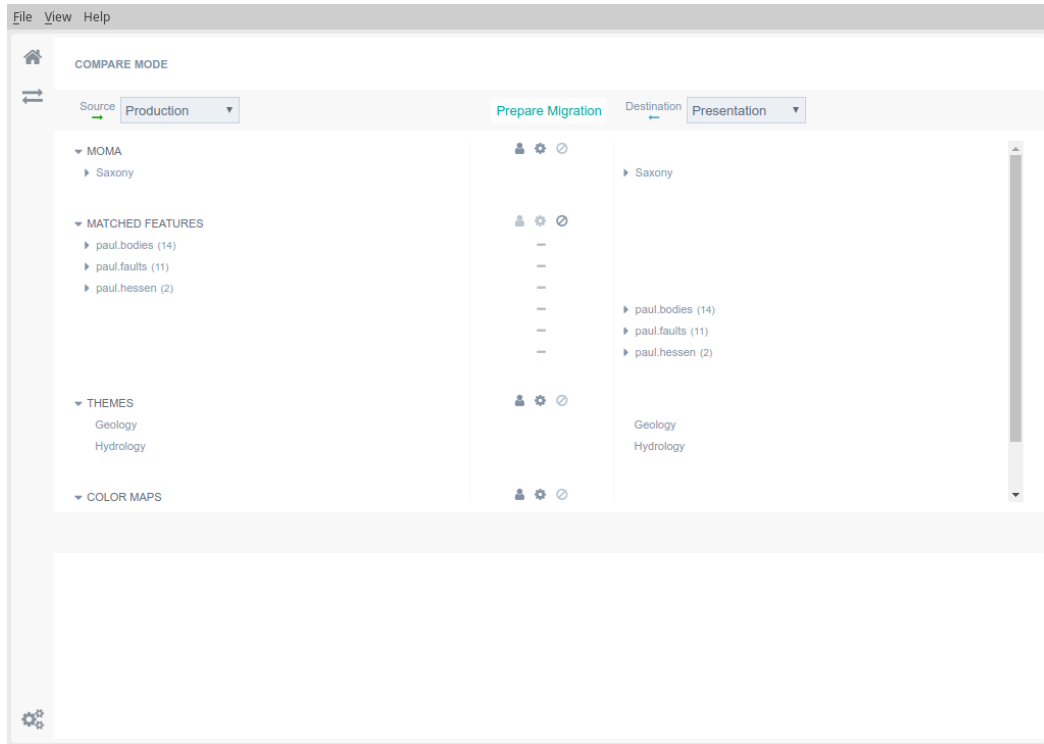 File View Help
COMPARE MODE
Source Production Prepare Migration Destination Presentation
MOMA
Saxony Saxony
MATCHED FEATURES
paul.bodies (14)
paul.faults (11)
paul.hessen (2)
paul.bodies (14)
paul.faults (11)
paul.hessen (2)
THEMES
Geology Geology
Hydrology Hydrology
COLOR MAPS